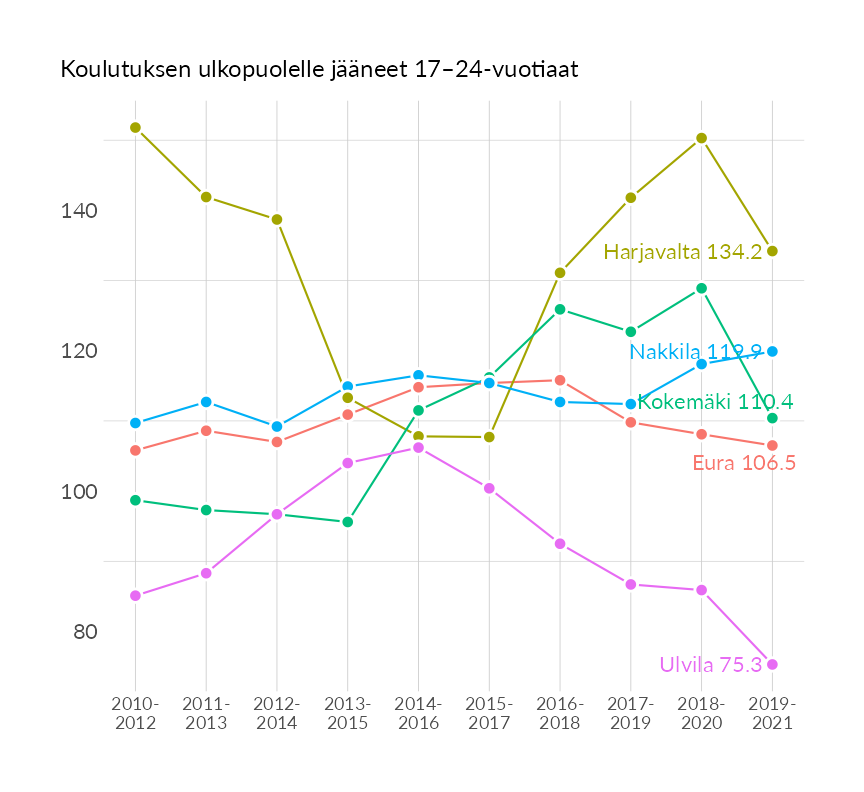 Koulutuksen ulkopuolelle jääneet 17–24-vuotiaat
140
Harjavalta 134.2
120
Nakkila 119.9
Kokemäki 110.4
Eura 106.5
100
80
Ulvila 75.3
2010- 2011- 2012- 2013- 2014- 2015- 2016- 2017- 2018- 2019-
2012 2013 2014 2015 2016 2017 2018 2019 2020 2021